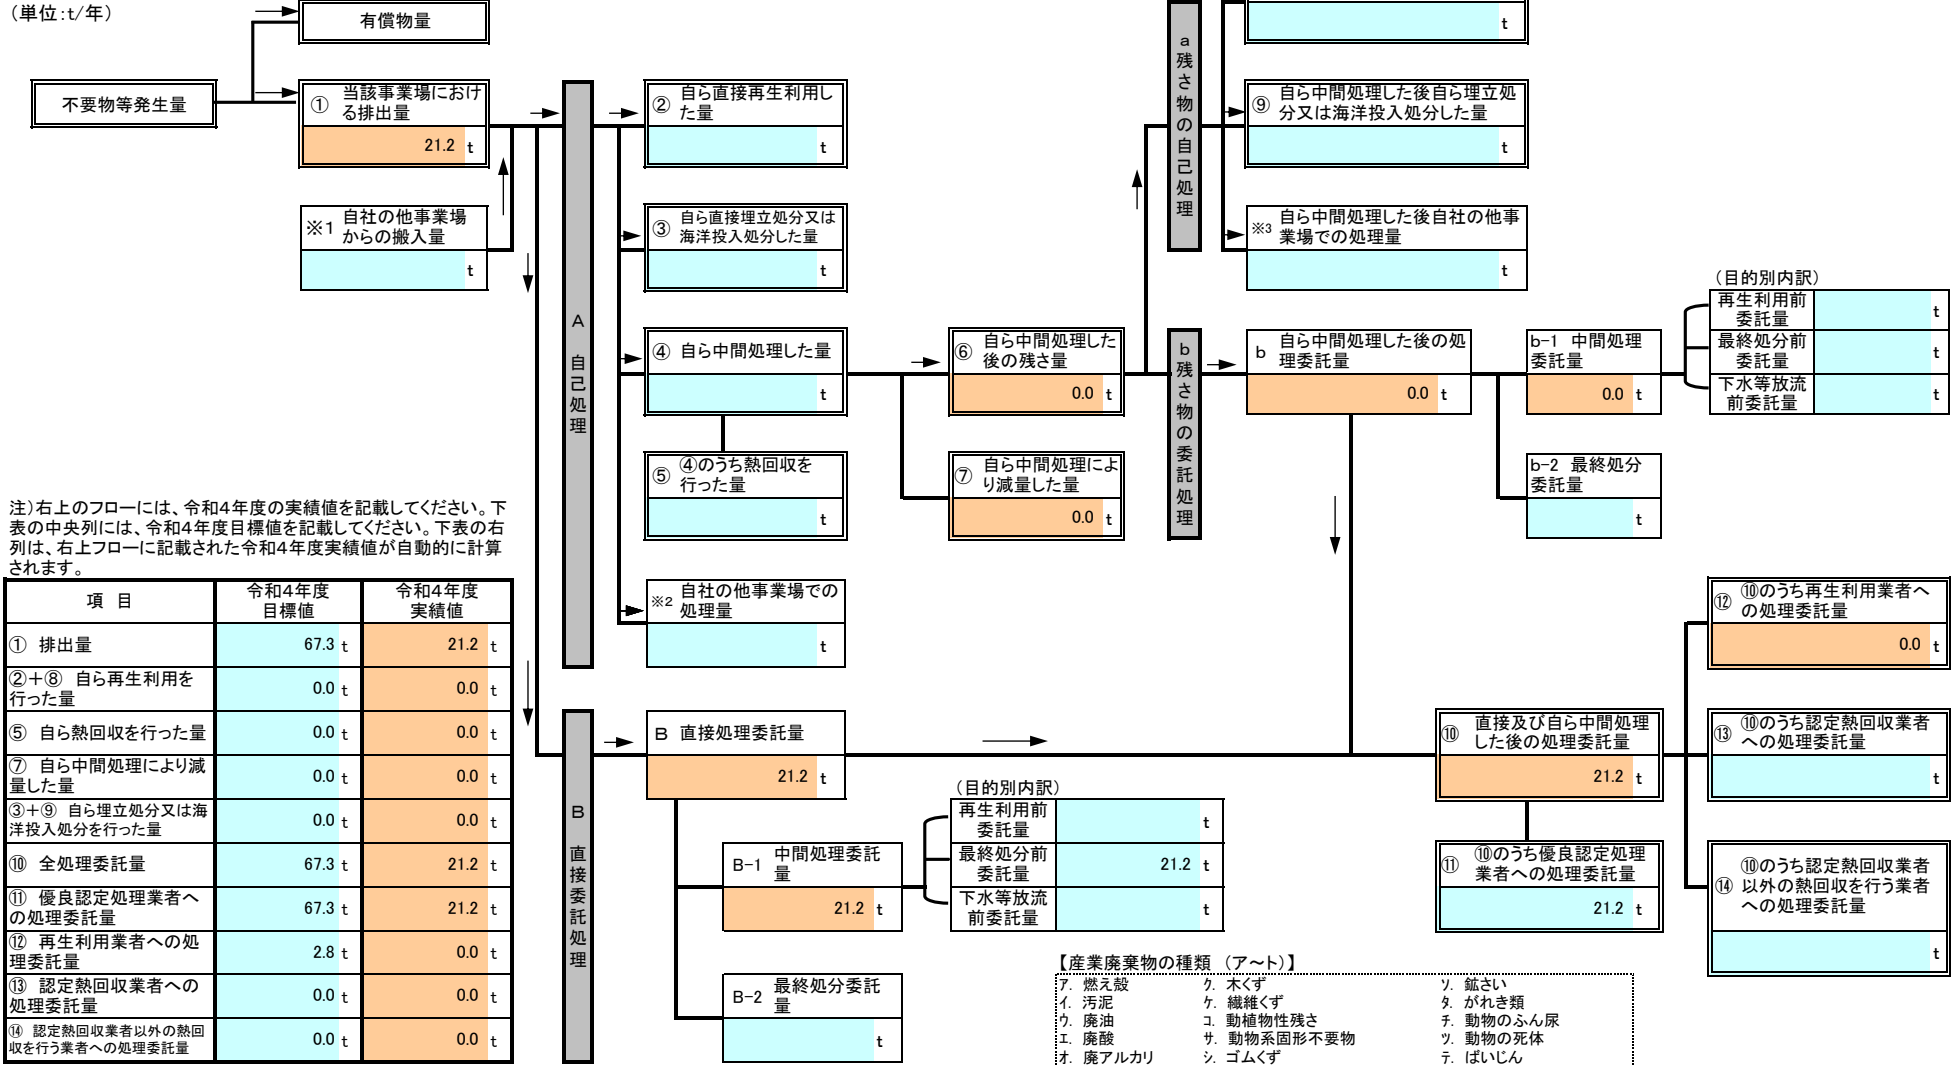 （単位:t/年）
有償物量
t
不要物等発生量
① 当該事業場におけ
る排出量
21.2 t
② 自ら直接再生利用し
た量
t
a 残さ物の自己処理
⑨ 自ら中間処理した後自ら埋立処
分又は海洋投入処分した量
t
※1 自社の他事業場
からの搬入量
t
③ 自ら直接埋立処分又は
海洋投入処分した量
t
※3 自ら中間処理した後自社の他事
業場での処理量
t
（目的別内訳）
再生利用前
委託量 t
最終処分前
委託量 t
下水等放流
前委託量 t
A 自己処理
④ 自ら中間処理した量
t
⑥ 自ら中間処理した
後の残さ量
0.0 t
b 残さ物の委託処理
b 自ら中間処理した後の処
理委託量
0.0 t
b-1 中間処理
委託量
0.0 t
⑤ ④のうち熱回収を
行った量
t
⑦ 自ら中間処理によ
り減量した量
0.0 t
b-2 最終処分
委託量
t
注）右上のフローには、令和4年度の実績値を記載してください。下
表の中央列には、令和4年度目標値を記載してください。下表の右
列は、右上フローに記載された令和4年度実績値が自動的に計算
されます。
項 目 令和4年度
目標値 令和4年度
実績値
① 排出量 67.3 t 21.2 t
②＋⑧ 自ら再生利用を
行った量 0.0 t 0.0 t
⑤ 自ら熱回収を行った量 0.0 t 0.0 t
⑦ 自ら中間処理により減
量した量 0.0 t 0.0 t
③＋⑨ 自ら埋立処分又は海
洋投入処分を行った量 0.0 t 0.0 t
⑩ 全処理委託量 67.3 t 21.2 t
⑪ 優良認定処理業者へ
の処理委託量 67.3 t 21.2 t
⑫ 再生利用業者への処
理委託量 2.8 t 0.0 t
⑬ 認定熱回収業者への
処理委託量 0.0 t 0.0 t
⑭ 認定熱回収業者以外の熱回
収を行う業者への処理委託量 0.0 t 0.0 t
※2 自社の他事業場での
処理量
t
B 直接委託処理
B 直接処理委託量
21.2 t
（目的別内訳）
再生利用前
委託量 t
最終処分前
委託量 21.2 t
下水等放流
前委託量 t
B-1 中間処理委託
量
21.2 t
B-2 最終処分委託
量
t
⑩ 直接及び自ら中間処理
した後の処理委託量
21.2 t
⑪ ⑩のうち優良認定処理
業者への処理委託量
21.2 t
⑫ ⑩のうち再生利用業者へ
の処理委託量
0.0 t
⑬ ⑩のうち認定熱回収業者
への処理委託量
t
⑭ ⑩のうち認定熱回収業者
以外の熱回収を行う業者
への処理委託量
t
【産業廃棄物の種類 （ア～ト）】
ア. 燃え殻 ク. 木くず ソ. 鉱さい
イ. 汚泥 ケ. 繊維くず タ. がれき類
ウ. 廃油 コ. 動植物性残さ チ. 動物のふん尿
エ. 廃酸 サ. 動物系固形不要物 ツ. 動物の死体
オ. 廃アルカリ シ. ゴムくず テ. ばいじん